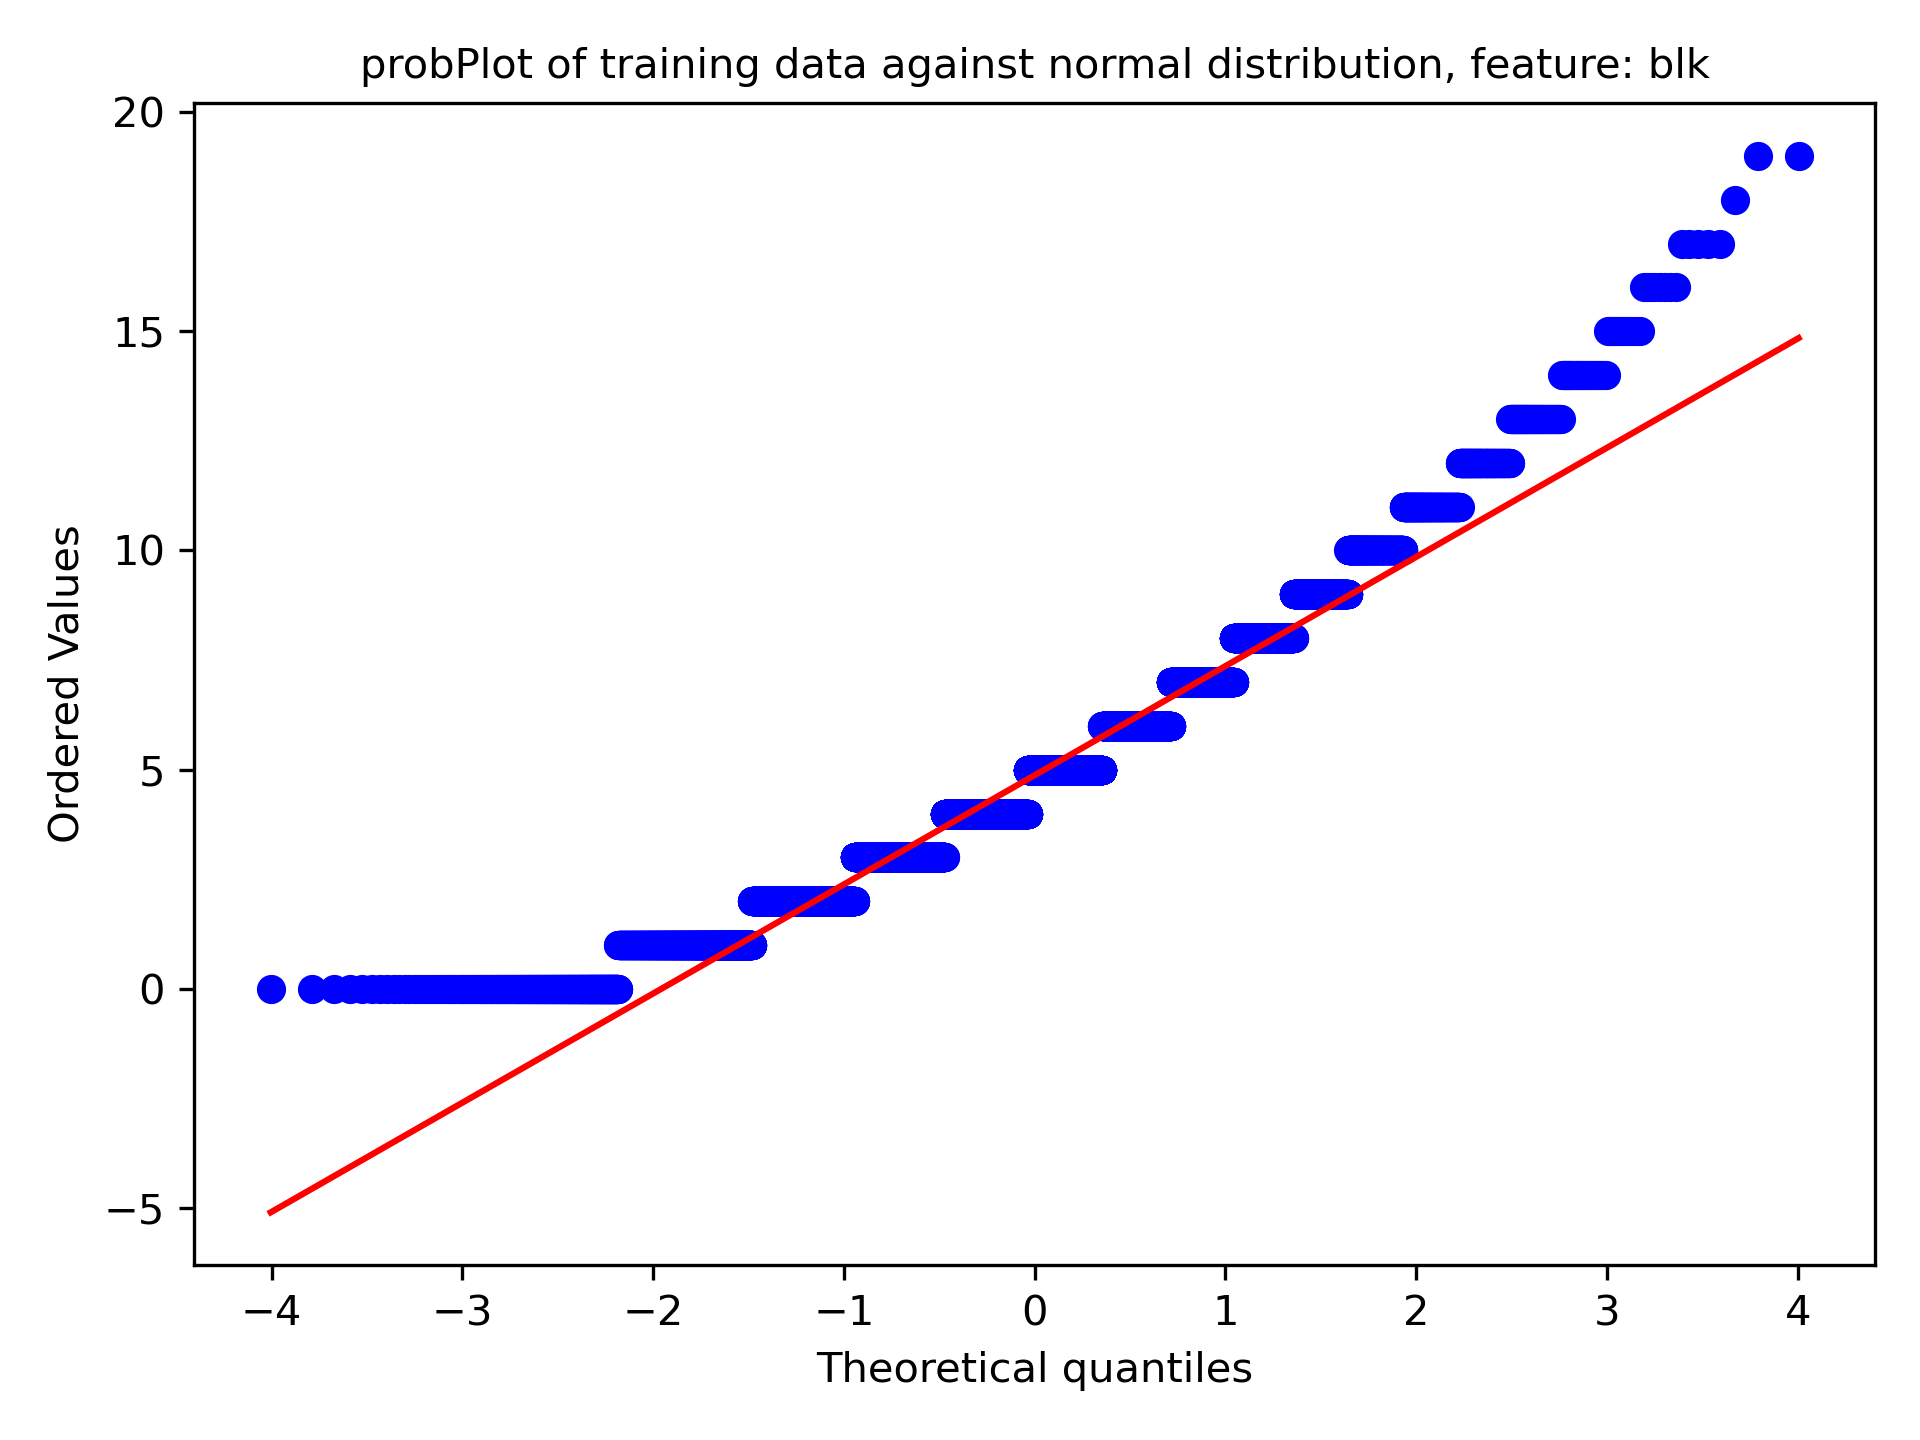 probPlot of training data against normal distribution, feature: blk
20
15
10
5
0
−5
Ordered Values
−4 −3 −2 −1 0 1 2 3 4
Theoretical quantiles